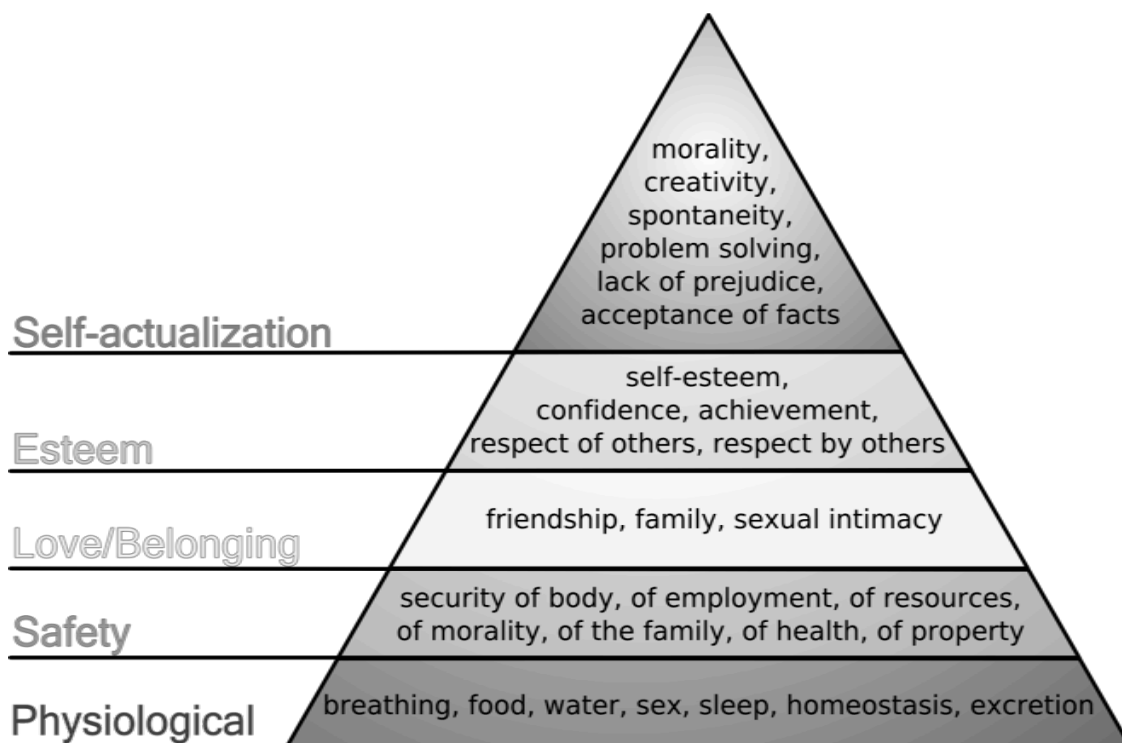 morality,
creativity,
spontaneity,
problem solving,
lack of prejudice,
acceptance of facts
Self-actualization
self-esteem,
confidence, achievement,
respect of others, respect by others
Esteem
friendship, family, sexual intimacy
Love/Belonging
security of body, of employment, of resources,
of morality, of the family, of health, of property
Safety
breathing, food, water, sex, sleep, homeostasis, excretion
Physiological